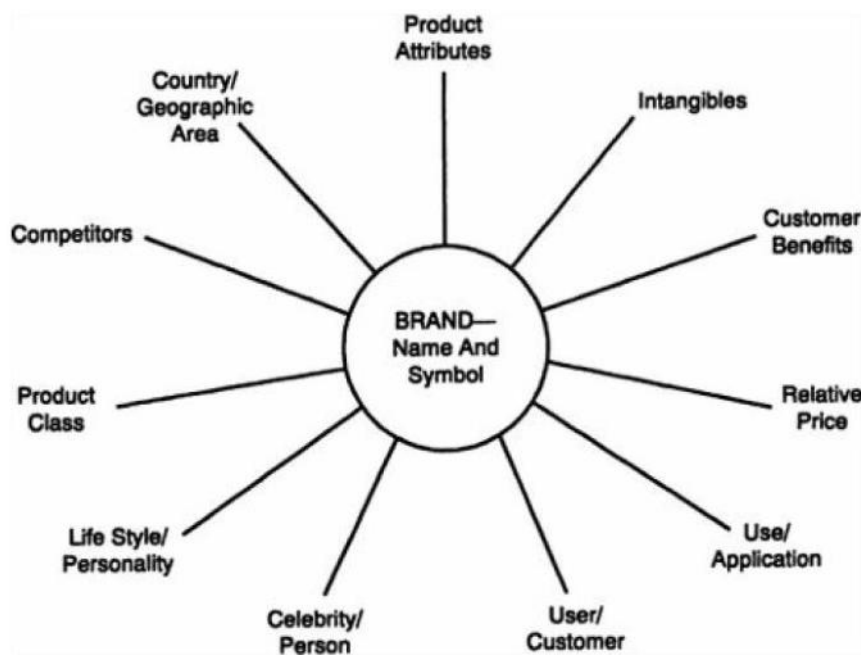 Product
Attributes
Intangibles
Customer
Benefits
Relative
Price
Use/
Application
User/
Customer
Celebrity/
Person
Life Style/
Personality
Product
Class
Competitors
Country/
Geographic
Area
BRAND—
Name And
Symbol